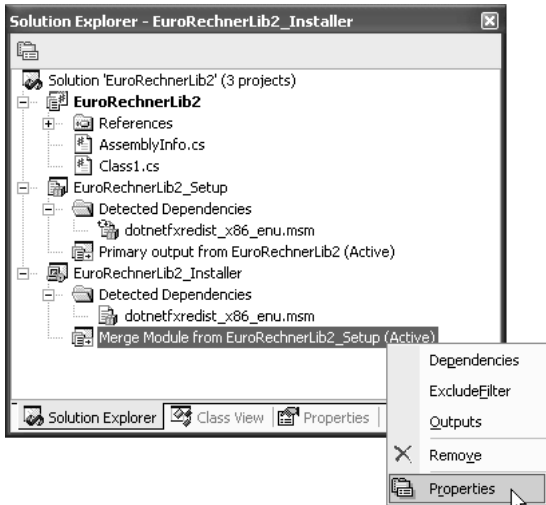 Solution Explorer - EuroRechnerLib2_Installer
Solution 'EuroRechnerLib2' (3 projects)
EuroRechnerLib2
References
AssemblyInfo.cs
Class1.cs
EuroRechnerLib2_Setup
Detected Dependencies
dotnetfxredist_x86_enu.msm
Primary output from EuroRechnerLib2 (Active)
EuroRechnerLib2_Installer
Detected Dependencies
dotnetfxredist_x86_enu.msm
Merge Module from EuroRechnerLib2_Setup (Active)
Dependencies
ExcludeFilter
Outputs
Remove
Properties
Solution Explorer Class View Properties